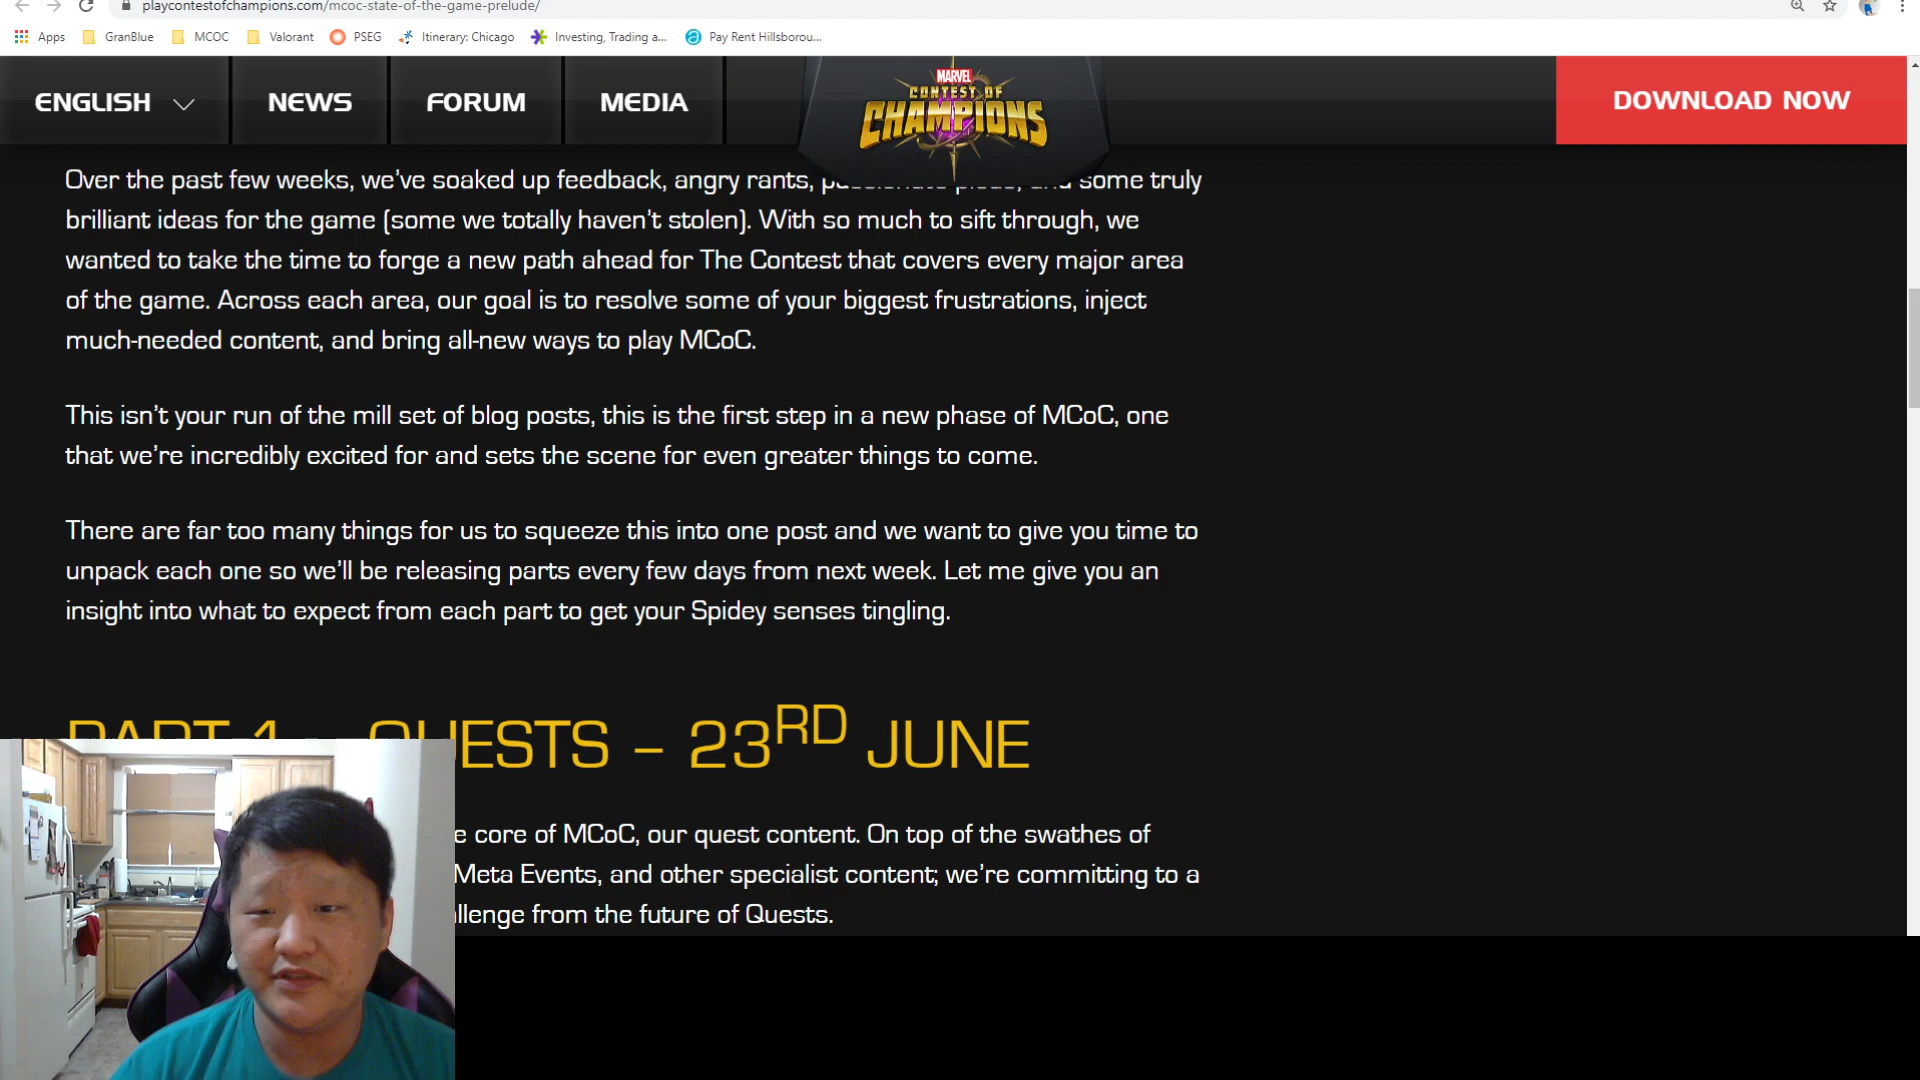 playcontestofchampions.com/mcoc-state-of-the-game-prelude/
Apps GranBlue MCOC Valorant PSEG Itinerary: Chicago Investing, Trading a... Pay Rent Hillsborou...
ENGLISH NEWS FORUM MEDIA MARVEL CONTEST OF CHAMPIONS DOWNLOAD NOW
Over the past few weeks, we've soaked up feedback, angry rants, some truly
brilliant ideas for the game (some we totally haven't stolen). With so much to sift through, we
wanted to take the time to forge a new path ahead for The Contest that covers every major area
of the game. Across each area, our goal is to resolve some of your biggest frustrations, inject
much-needed content, and bring all-new ways to play MCoC.
This isn't your run of the mill set of blog posts, this is the first step in a new phase of MCoC, one
that we're incredibly excited for and sets the scene for even greater things to come.
There are far too many things for us to squeeze this into one post and we want to give you time to
unpack each one so we'll be releasing parts every few days from next week. Let me give you an
insight into what to expect from each part to get your Spidey senses tingling.
PART 1 – QUESTS – 23RD JUNE
e core of MCoC, our quest content. On top of the swathes of
Meta Events, and other specialist content; we're committing to a
llenge from the future of Quests.